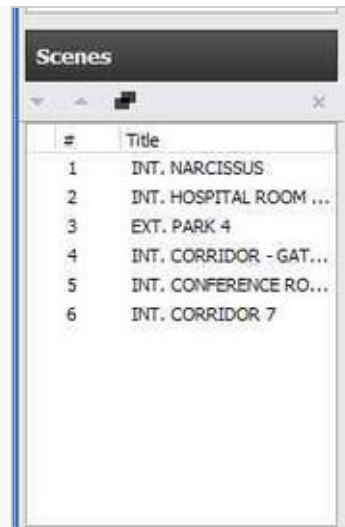 Scenes
# Title
1 INT. NARCISSUS
2 INT. HOSPITAL ROOM ...
3 EXT. PARK 4
4 INT. CORRIDOR - GAT...
5 INT. CONFERENCE RO...
6 INT. CORRIDOR 7